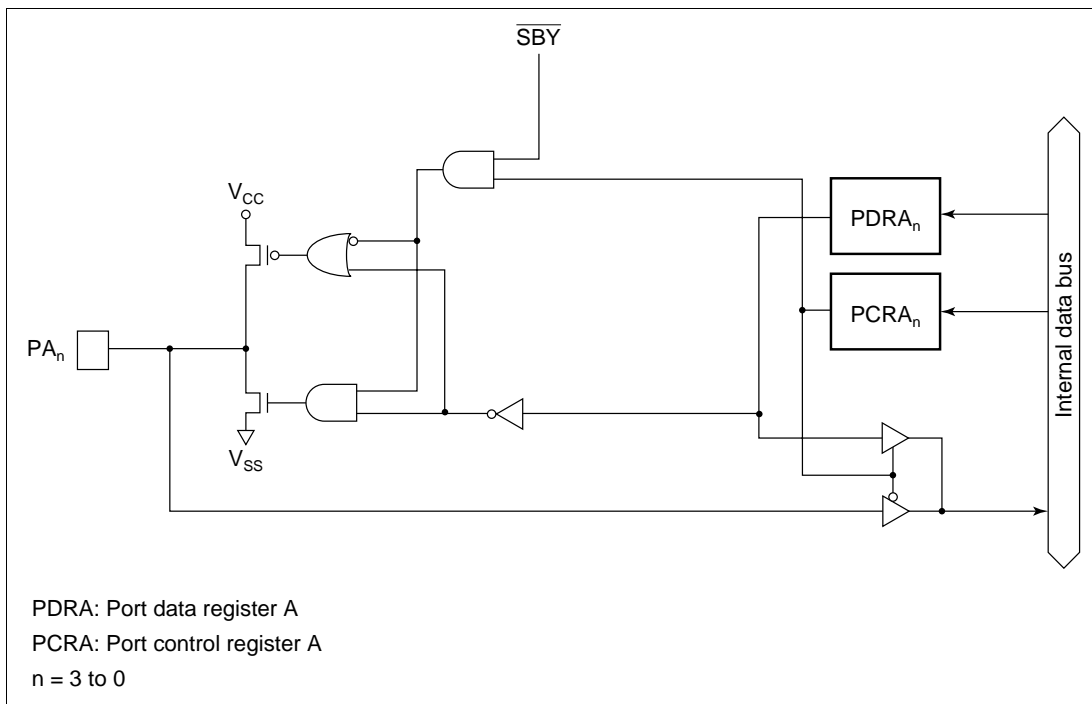 S̅B̅Y̅
V_CC
PDRA_n
PCRA_n
PA_n
V_SS
Internal data bus
PDRA: Port data register A
PCRA: Port control register A
n = 3 to 0